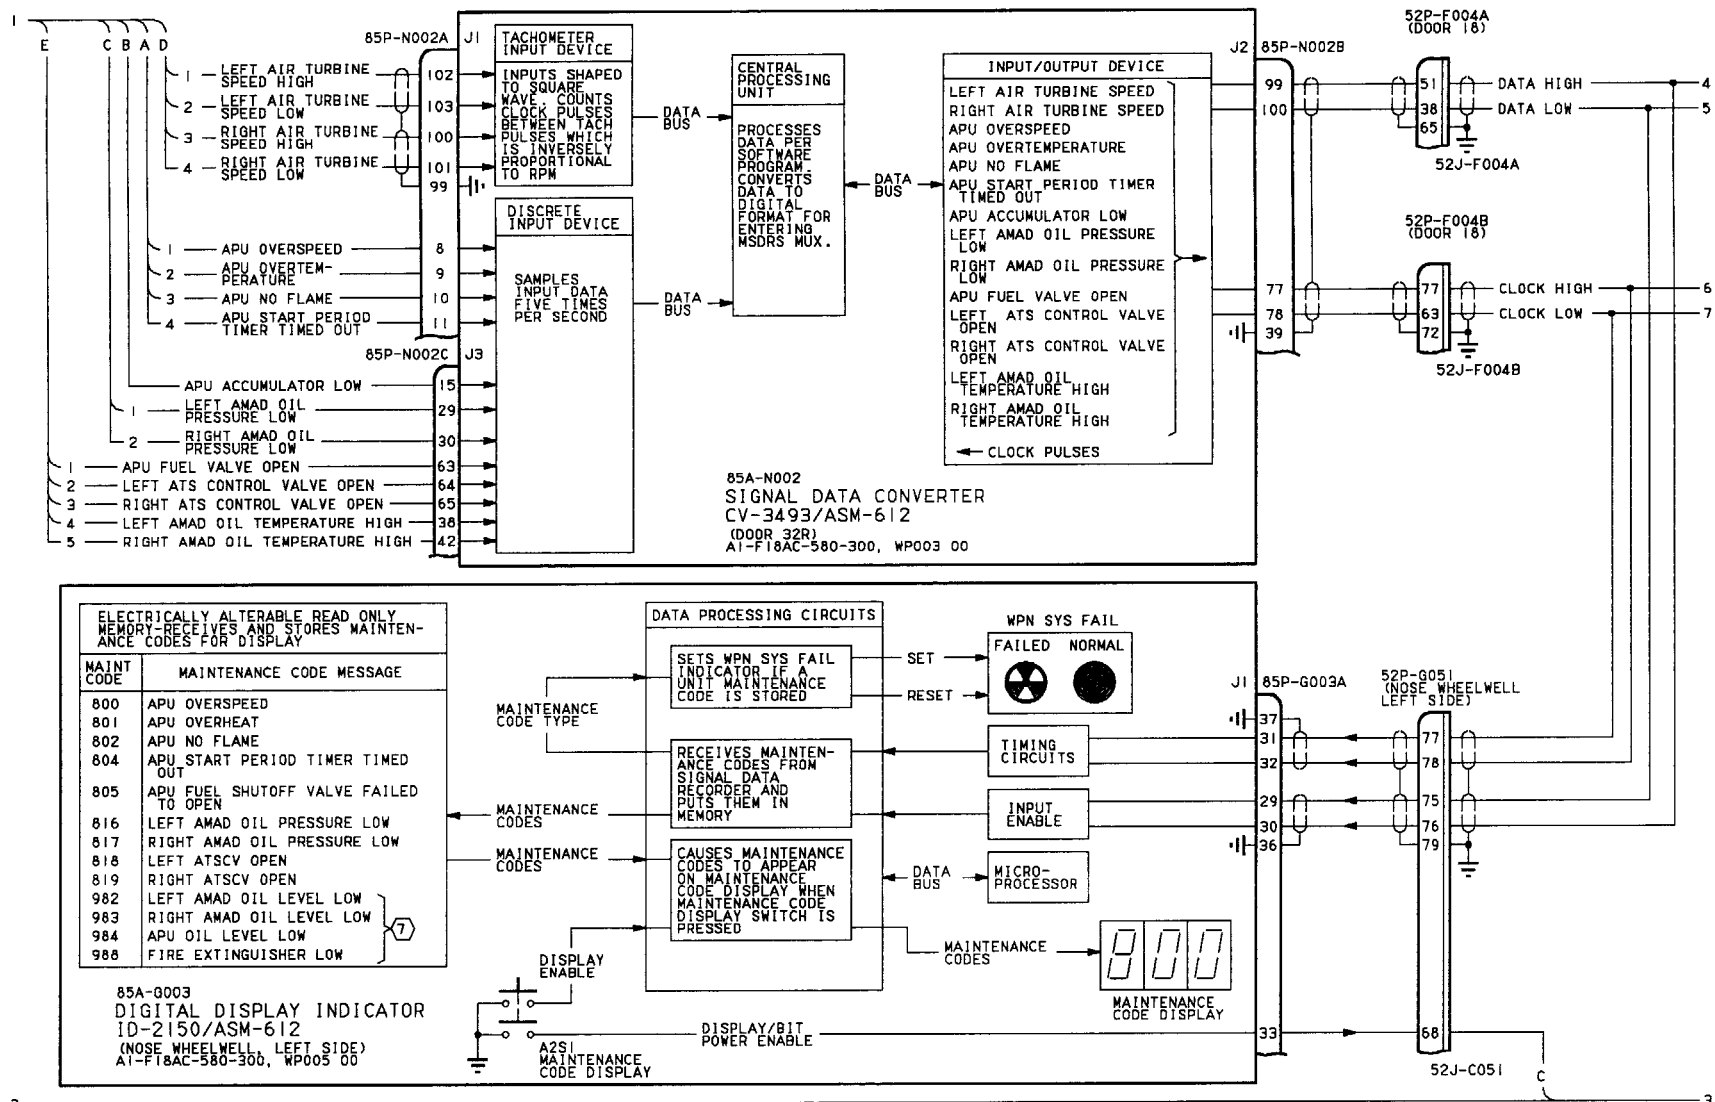 1
E C B A D
85P-N002A J1
1 LEFT AIR TURBINE
SPEED HIGH
102
2 LEFT AIR TURBINE
SPEED LOW
103
3 RIGHT AIR TURBINE
SPEED HIGH
100
4 RIGHT AIR TURBINE
SPEED LOW
101
99
1 APU OVERSPEED 8
2 APU OVERTEM-
PERATURE
9
3 APU NO FLAME 10
4 APU START PERIOD
TIMER TIMED OUT
11
85P-N002C J3
APU ACCUMULATOR LOW 15
1 LEFT AMAD OIL
PRESSURE LOW
29
2 RIGHT AMAD OIL
PRESSURE LOW
30
1 APU FUEL VALVE OPEN 63
2 LEFT ATS CONTROL VALVE OPEN 64
3 RIGHT ATS CONTROL VALVE OPEN 65
4 LEFT AMAD OIL TEMPERATURE HIGH 38
5 RIGHT AMAD OIL TEMPERATURE HIGH 42
TACHOMETER
INPUT DEVICE
INPUTS SHAPED
TO SQUARE
WAVE. COUNTS
CLOCK PULSES
BETWEEN TACH
PULSES WHICH
IS INVERSELY
PROPORTIONAL
TO RPM
DISCRETE
INPUT DEVICE
SAMPLES
INPUT DATA
FIVE TIMES
PER SECOND
DATA
BUS
DATA
BUS
CENTRAL
PROCESSING
UNIT
PROCESSES
DATA PER
SOFTWARE
PROGRAM.
CONVERTS
DATA TO
DIGITAL
FORMAT FOR
ENTERING
MSDRS MUX.
DATA
BUS
INPUT/OUTPUT DEVICE
LEFT AIR TURBINE SPEED
RIGHT AIR TURBINE SPEED
APU OVERSPEED
APU OVERTEMPERATURE
APU NO FLAME
APU START PERIOD TIMER
TIMED OUT
APU ACCUMULATOR LOW
LEFT AMAD OIL PRESSURE
LOW
RIGHT AMAD OIL PRESSURE
LOW
APU FUEL VALVE OPEN
LEFT ATS CONTROL VALVE
OPEN
RIGHT ATS CONTROL VALVE
OPEN
LEFT AMAD OIL
TEMPERATURE HIGH
RIGHT AMAD OIL
TEMPERATURE HIGH
CLOCK PULSES
85A-N002
SIGNAL DATA CONVERTER
CV-3493/ASM-612
(DOOR 32R)
A1-F18AC-580-300, WP003 00
J2 85P-N002B
99
100
77
78
39
52P-F004A
(DOOR 18)
51 DATA HIGH 4
38 DATA LOW 5
65
52J-F004A
52P-F004B
(DOOR 18)
77 CLOCK HIGH 6
63 CLOCK LOW 7
72
52J-F004B
ELECTRICALLY ALTERABLE READ ONLY
MEMORY-RECEIVES AND STORES MAINTEN-
ANCE CODES FOR DISPLAY
MAINT
CODE
MAINTENANCE CODE MESSAGE
800 APU OVERSPEED
801 APU OVERHEAT
802 APU NO FLAME
804 APU START PERIOD TIMER TIMED
OUT
805 APU FUEL SHUTOFF VALVE FAILED
TO OPEN
816 LEFT AMAD OIL PRESSURE LOW
817 RIGHT AMAD OIL PRESSURE LOW
818 LEFT ATSCV OPEN
819 RIGHT ATSCV OPEN
982 LEFT AMAD OIL LEVEL LOW
983 RIGHT AMAD OIL LEVEL LOW
984 APU OIL LEVEL LOW
988 FIRE EXTINGUISHER LOW
7
85A-G003
DIGITAL DISPLAY INDICATOR
ID-2150/ASM-612
(NOSE WHEELWELL, LEFT SIDE)
A1-F18AC-580-300, WP005 00
MAINTENANCE
CODE TYPE
MAINTENANCE
CODES
MAINTENANCE
CODES
DISPLAY
ENABLE
A2S1
MAINTENANCE
CODE DISPLAY
DISPLAY/BIT
POWER ENABLE
DATA PROCESSING CIRCUITS
SETS WPN SYS FAIL
INDICATOR IF A
UNIT MAINTENANCE
CODE IS STORED
RECEIVES MAINTEN-
ANCE CODES FROM
SIGNAL DATA
RECORDER AND
PUTS THEM IN
MEMORY
CAUSES MAINTENANCE
CODES TO APPEAR
ON MAINTENANCE
CODE DISPLAY WHEN
MAINTENANCE CODE
DISPLAY SWITCH IS
PRESSED
SET
RESET
WPN SYS FAIL
FAILED NORMAL
TIMING
CIRCUITS
INPUT
ENABLE
DATA
BUS
MICRO-
PROCESSOR
MAINTENANCE
CODES
800
MAINTENANCE
CODE DISPLAY
J1 85P-G003A
37
31
32
29
30
36
33
52P-G051
(NOSE WHEELWELL
LEFT SIDE)
77
78
75
76
79
68
52J-C051
C
3